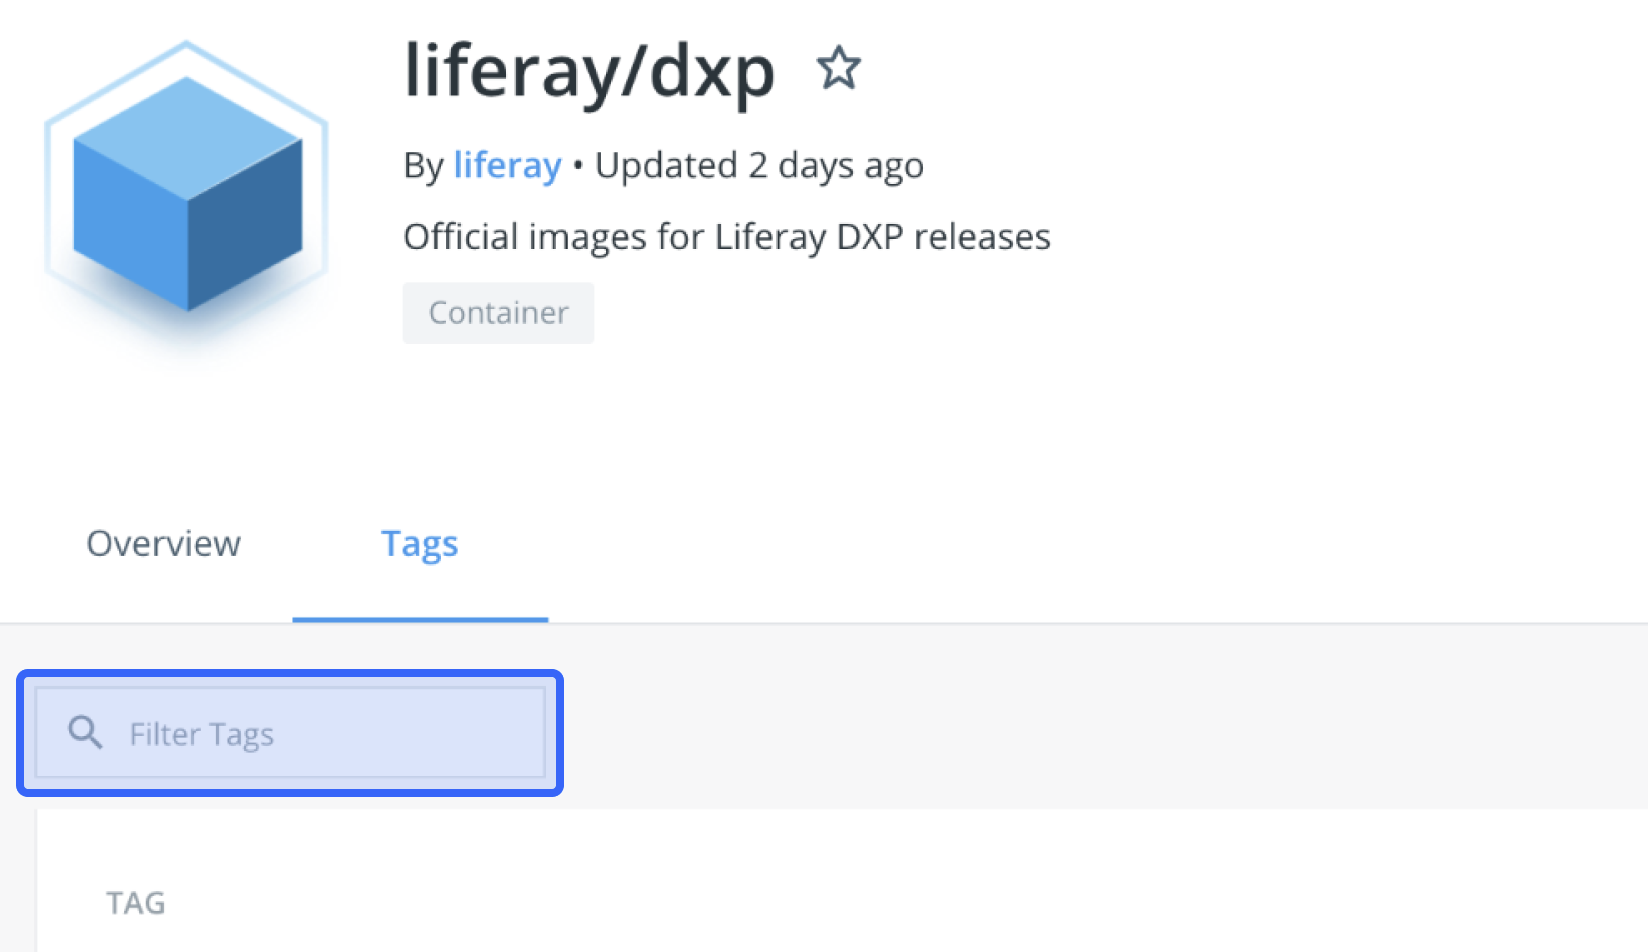 liferay/dxp
By liferay • Updated 2 days ago
Official images for Liferay DXP releases
Container
Overview Tags
Filter Tags
TAG